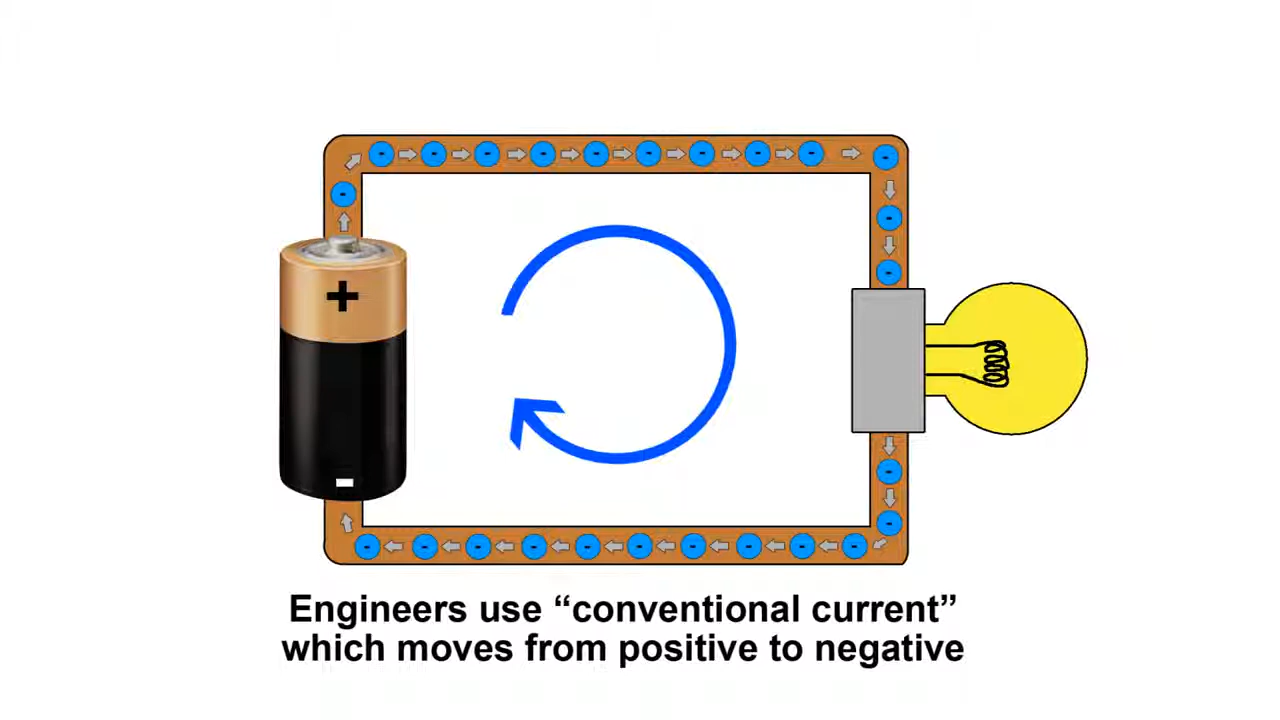 +
-
Engineers use “conventional current”
which moves from positive to negative